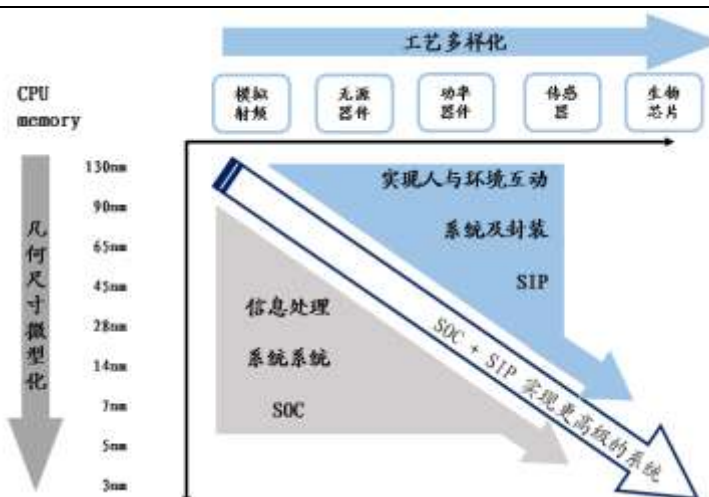 工艺多样化
CPU
memory
模拟
射频
无源
器件
功率
器件
传感
器
生物
芯片
几何尺寸微型化
130nm
90nm
65nm
45nm
28nm
14nm
7nm
5nm
3nm
实现人与环境互动
系统及封装
SIP
信息处理
系统系统
SOC
SOC + SIP 实现更高级的系统